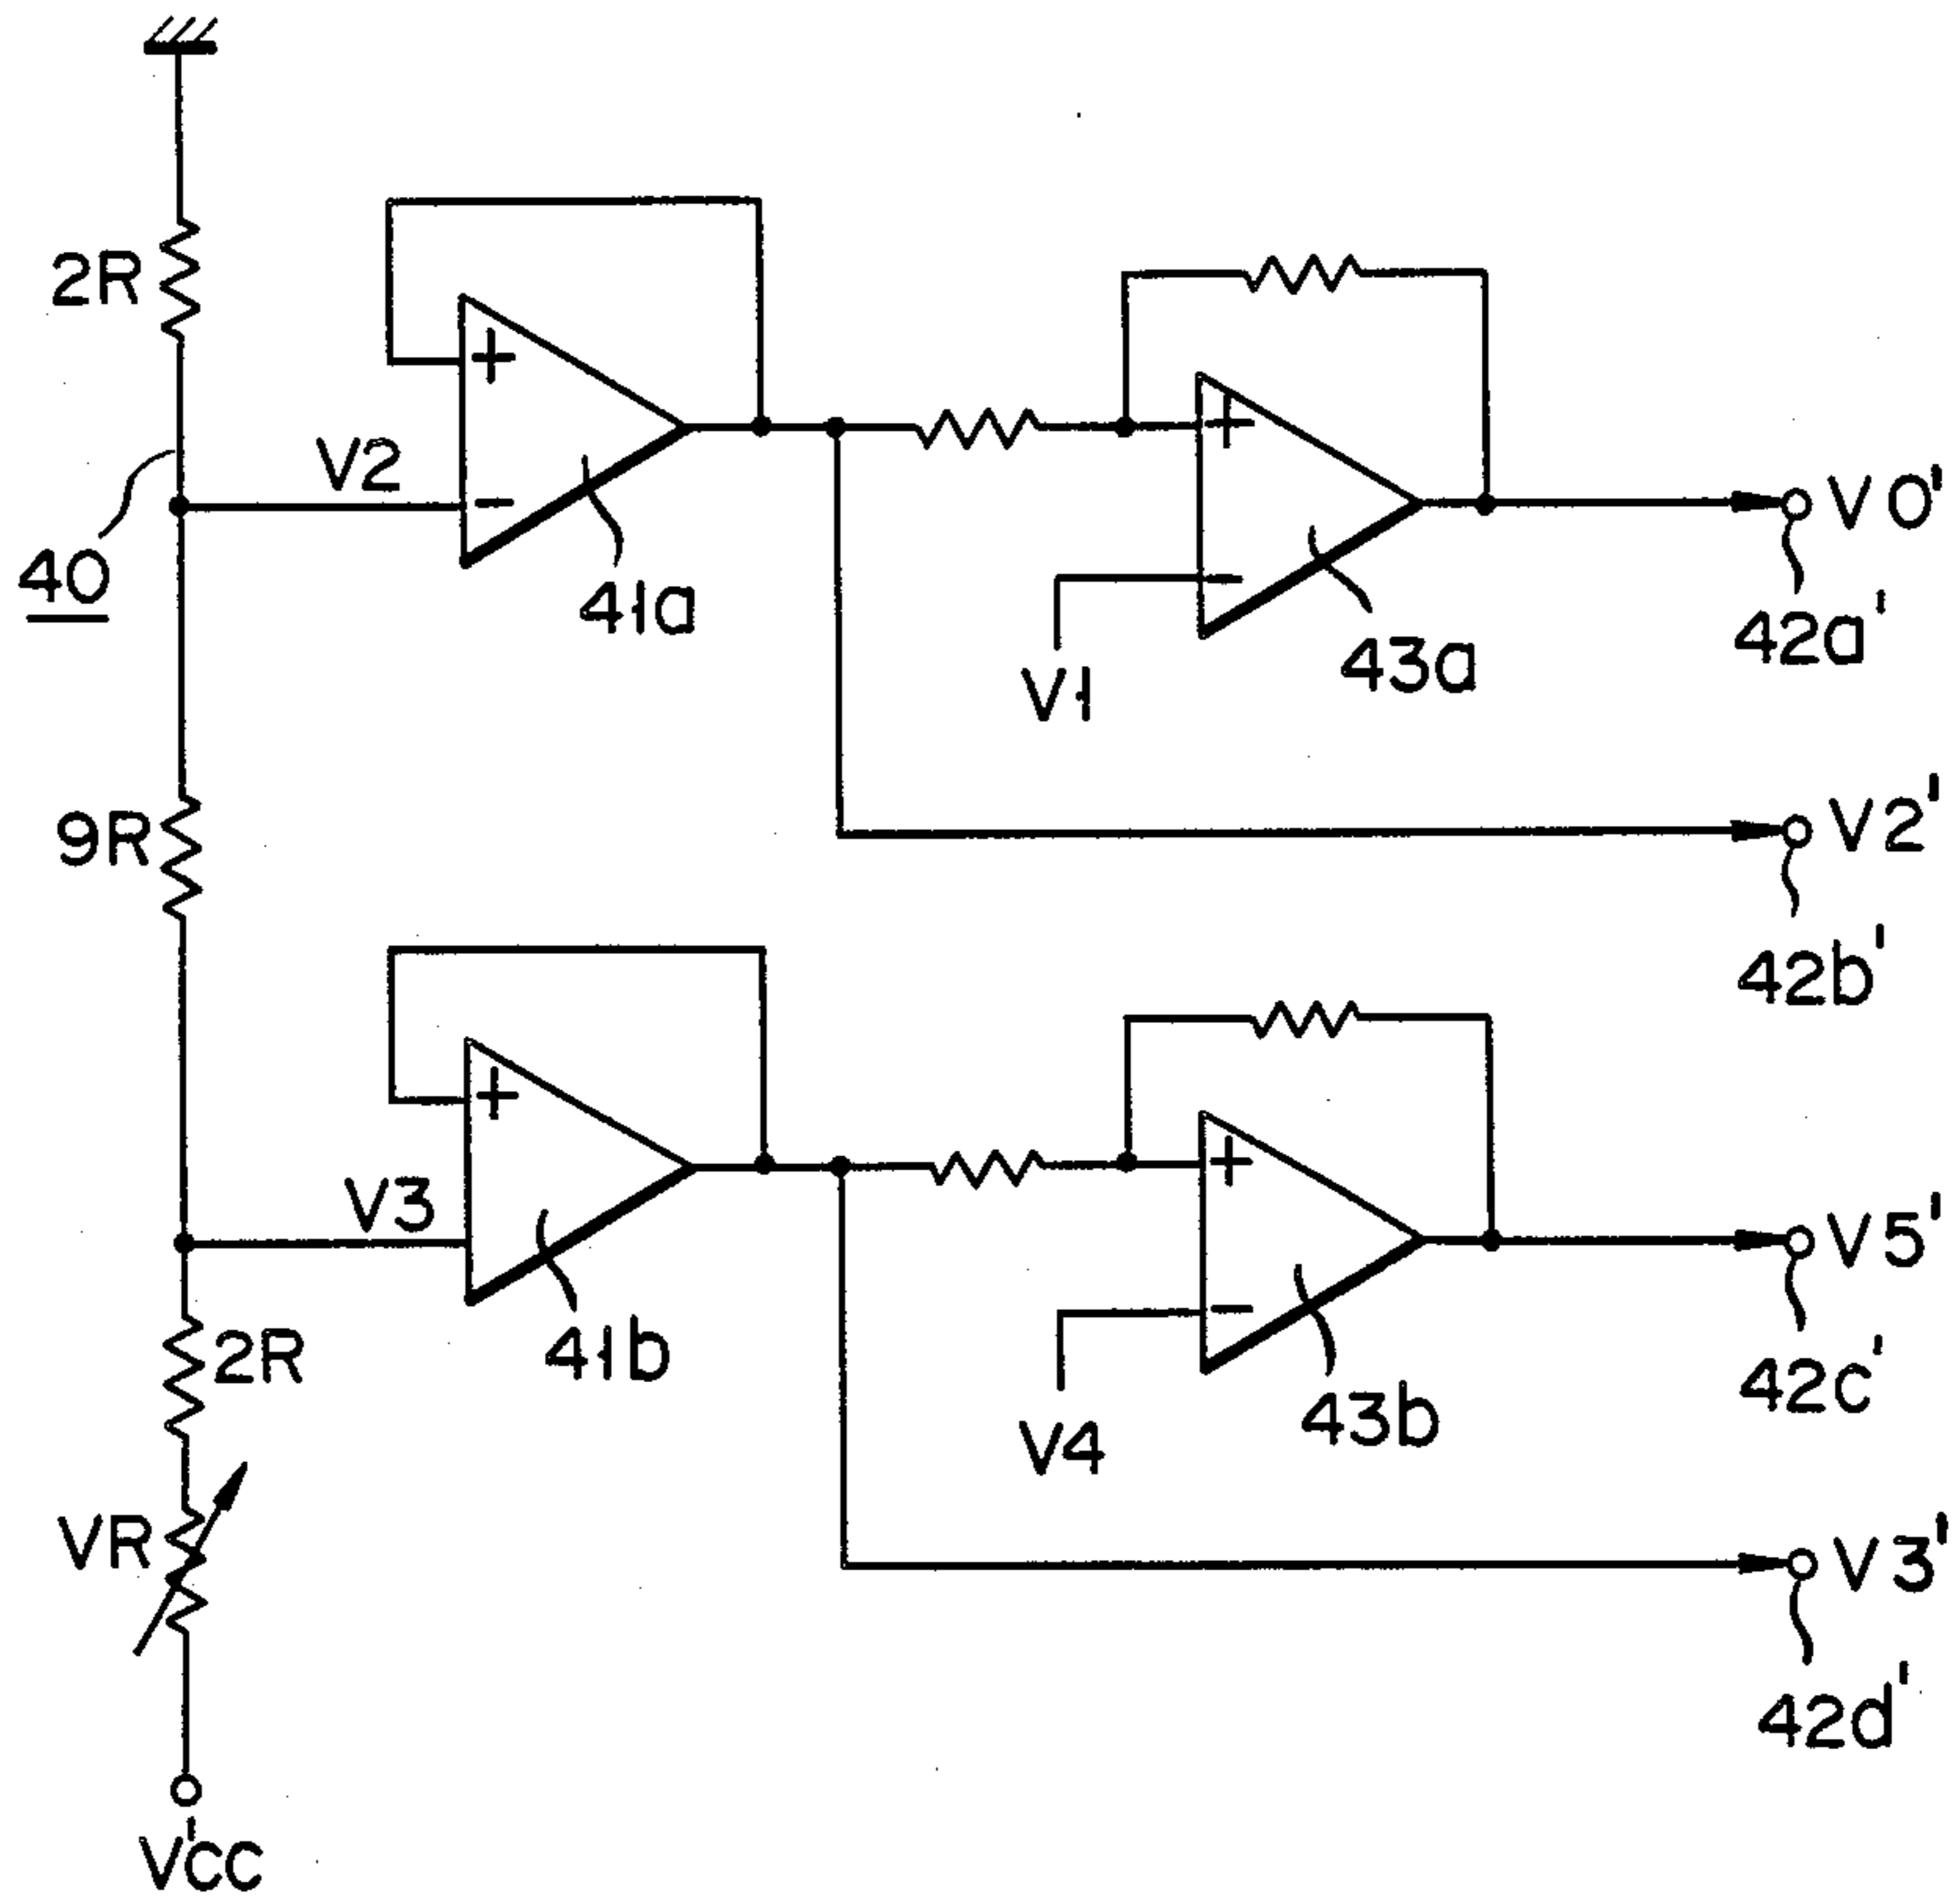 2R
+
V2
-
40
41a
+
-
V1
43a
V0'
42a'
9R
V2'
42b'
+
V3
41b
+
-
V4
43b
V5'
42c'
2R
VR
V3'
42d'
V'CC